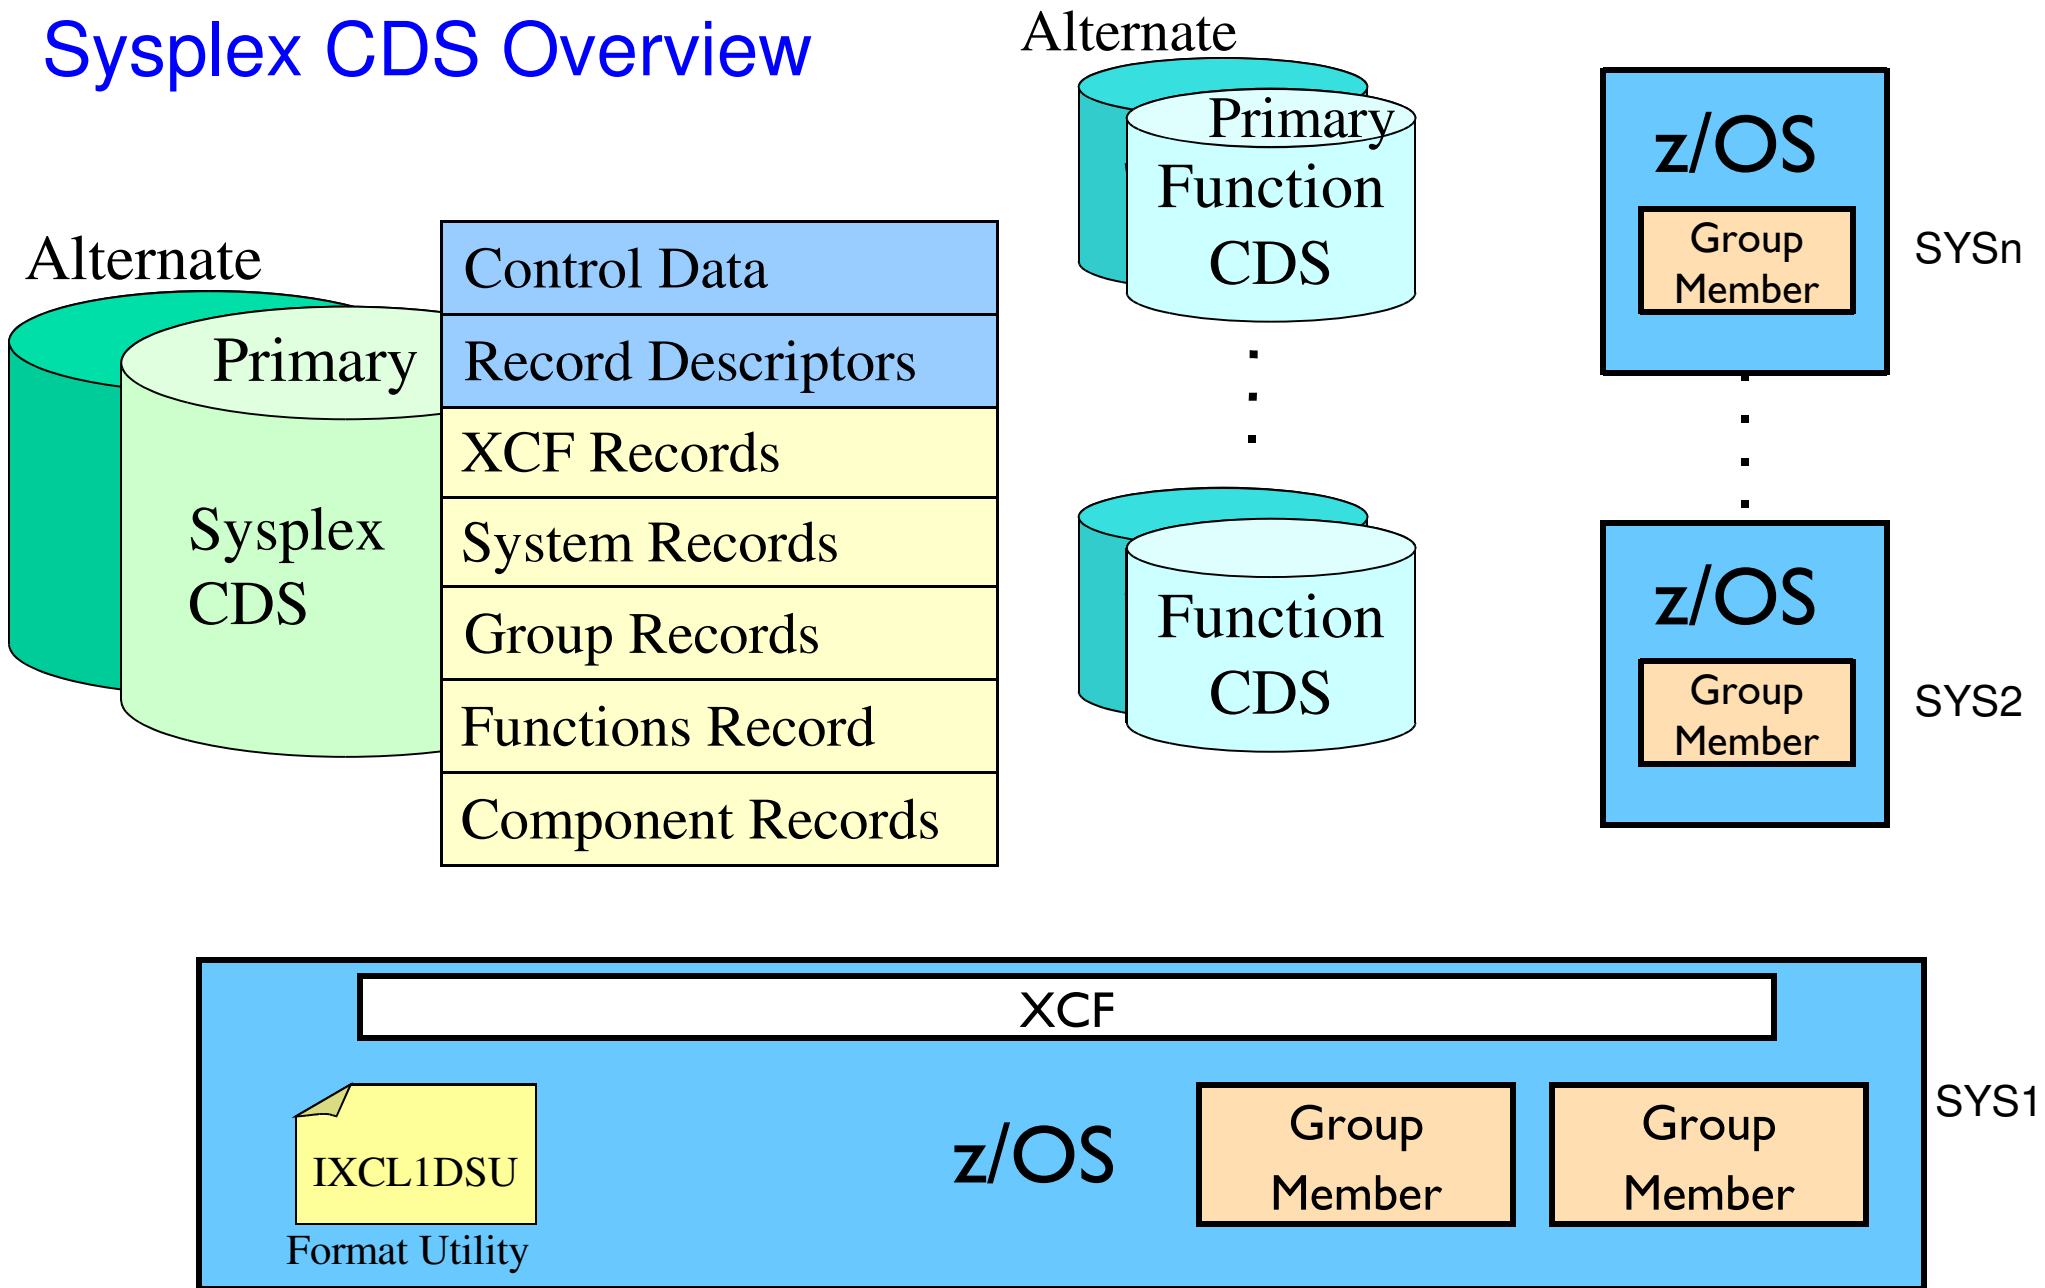 Sysplex CDS Overview
Alternate
Primary
Function
CDS
z/OS
Group
Member
SYSn
Alternate
Primary
Sysplex
CDS
Control Data
Record Descriptors
XCF Records
System Records
Group Records
Functions Record
Component Records
Function
CDS
z/OS
Group
Member
SYS2
XCF
IXCL1DSU
Format Utility
z/OS
Group
Member
Group
Member
SYS1